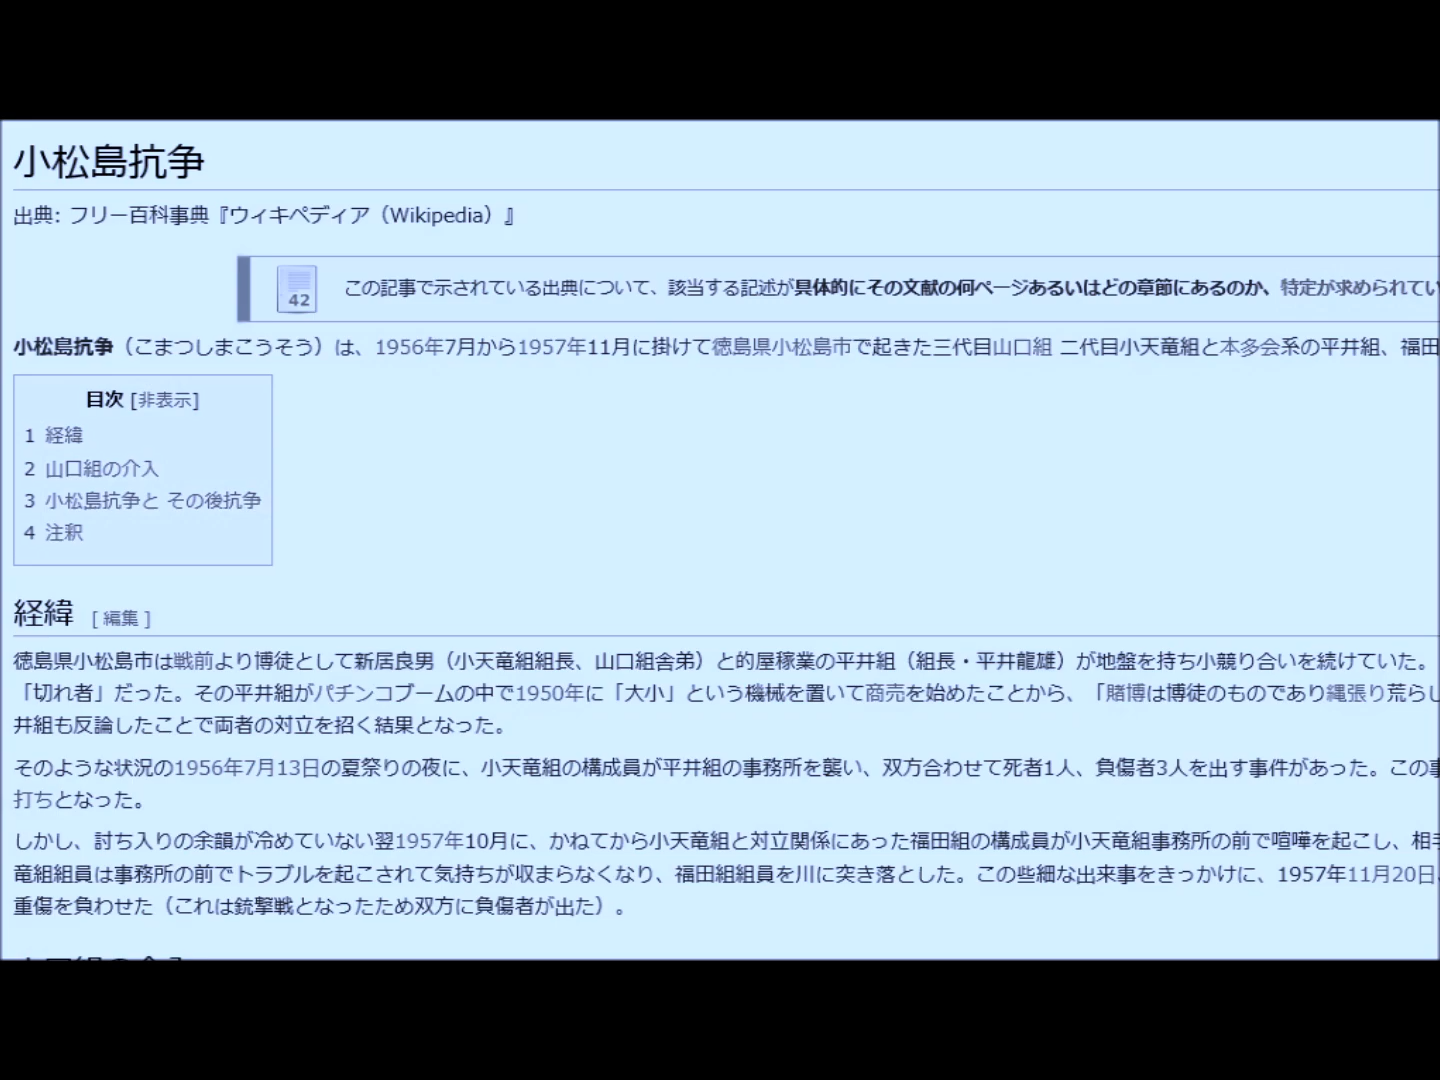 小松島抗争
出典: フリー百科事典『ウィキペディア（Wikipedia）』
42
この記事で示されている出典について、該当する記述が具体的にその文献の何ページあるいはどの章節にあるのか、特定が求められてい
小松島抗争（こまつしまこうそう）は、1956年7月から1957年11月に掛けて徳島県小松島市で起きた三代目山口組 二代目小天竜組と本多会系の平井組、福田
目次 [非表示]
1 経緯
2 山口組の介入
3 小松島抗争と その後抗争
4 注釈
経緯 [ 編集 ]
徳島県小松島市は戦前より博徒として新居良男（小天竜組組長、山口組舎弟）と的屋稼業の平井組（組長・平井龍雄）が地盤を持ち小競り合いを続けていた。
「切れ者」だった。その平井組がパチンコブームの中で1950年に「大小」という機械を置いて商売を始めたことから、「賭博は博徒のものであり縄張り荒らし
井組も反論したことで両者の対立を招く結果となった。
そのような状況の1956年7月13日の夏祭りの夜に、小天竜組の構成員が平井組の事務所を襲い、双方合わせて死者1人、負傷者3人を出す事件があった。この事
打ちとなった。
しかし、討ち入りの余韻が冷めていない翌1957年10月に、かねてから小天竜組と対立関係にあった福田組の構成員が小天竜組事務所の前で喧嘩を起こし、相手
竜組組員は事務所の前でトラブルを起こされて気持ちが収まらなくなり、福田組組員を川に突き落とした。この些細な出来事をきっかけに、1957年11月20日、
重傷を負わせた（これは銃撃戦となったため双方に負傷者が出た）。